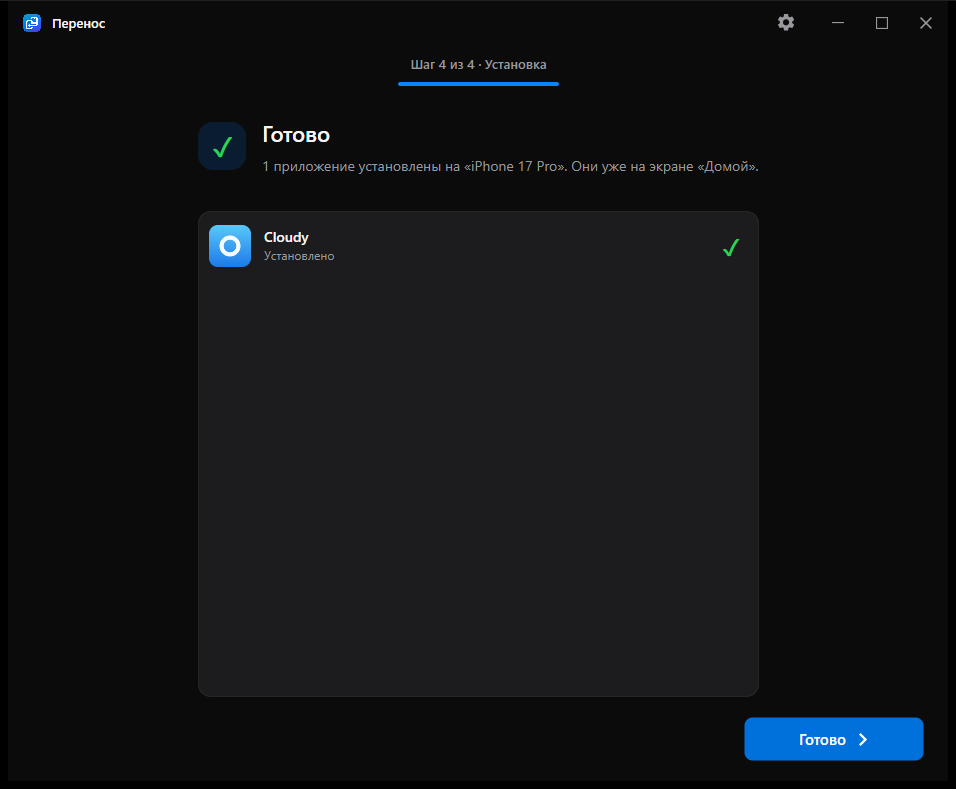 Перенос
Шаг 4 из 4 · Установка
Готово
1 приложение установлены на «iPhone 17 Pro». Они уже на экране «Домой».
Cloudy
Установлено
Готово